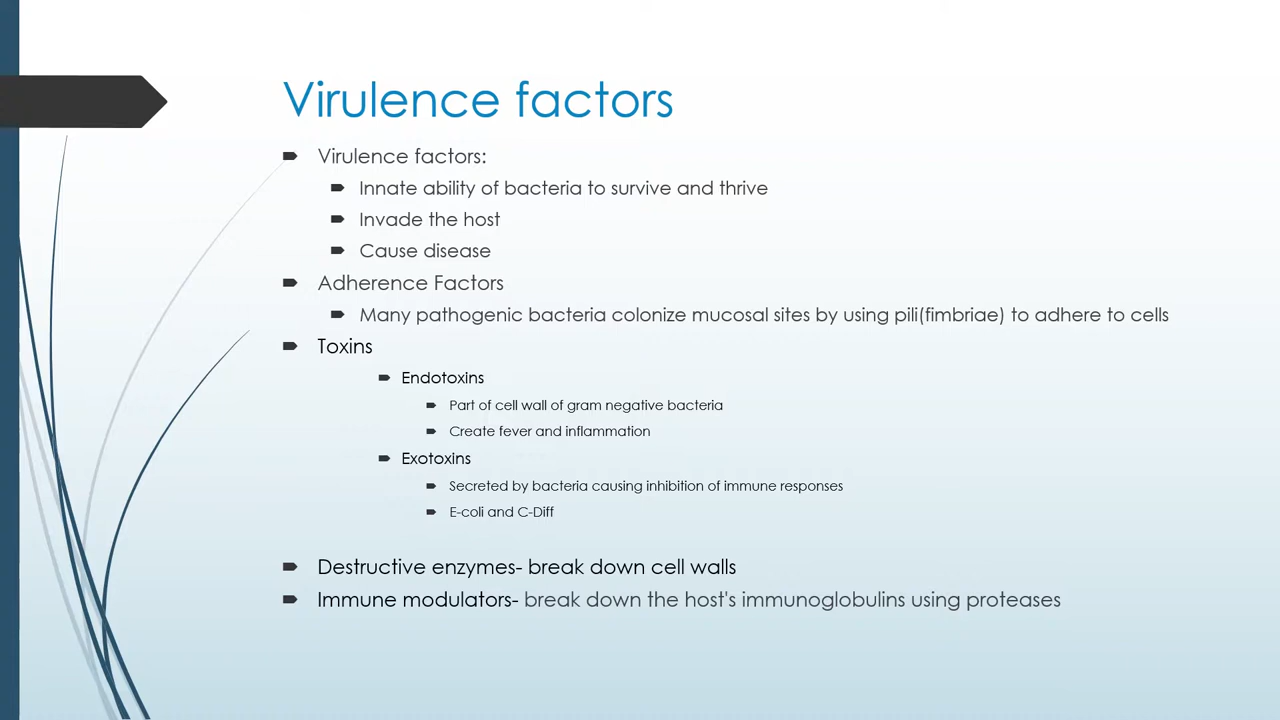 Virulence factors
Virulence factors:
Innate ability of bacteria to survive and thrive
Invade the host
Cause disease
Adherence Factors
Many pathogenic bacteria colonize mucosal sites by using pili(fimbriae) to adhere to cells
Toxins
Endotoxins
Part of cell wall of gram negative bacteria
Create fever and inflammation
Exotoxins
Secreted by bacteria causing inhibition of immune responses
E-coli and C-Diff
Destructive enzymes- break down cell walls
Immune modulators- break down the host's immunoglobulins using proteases